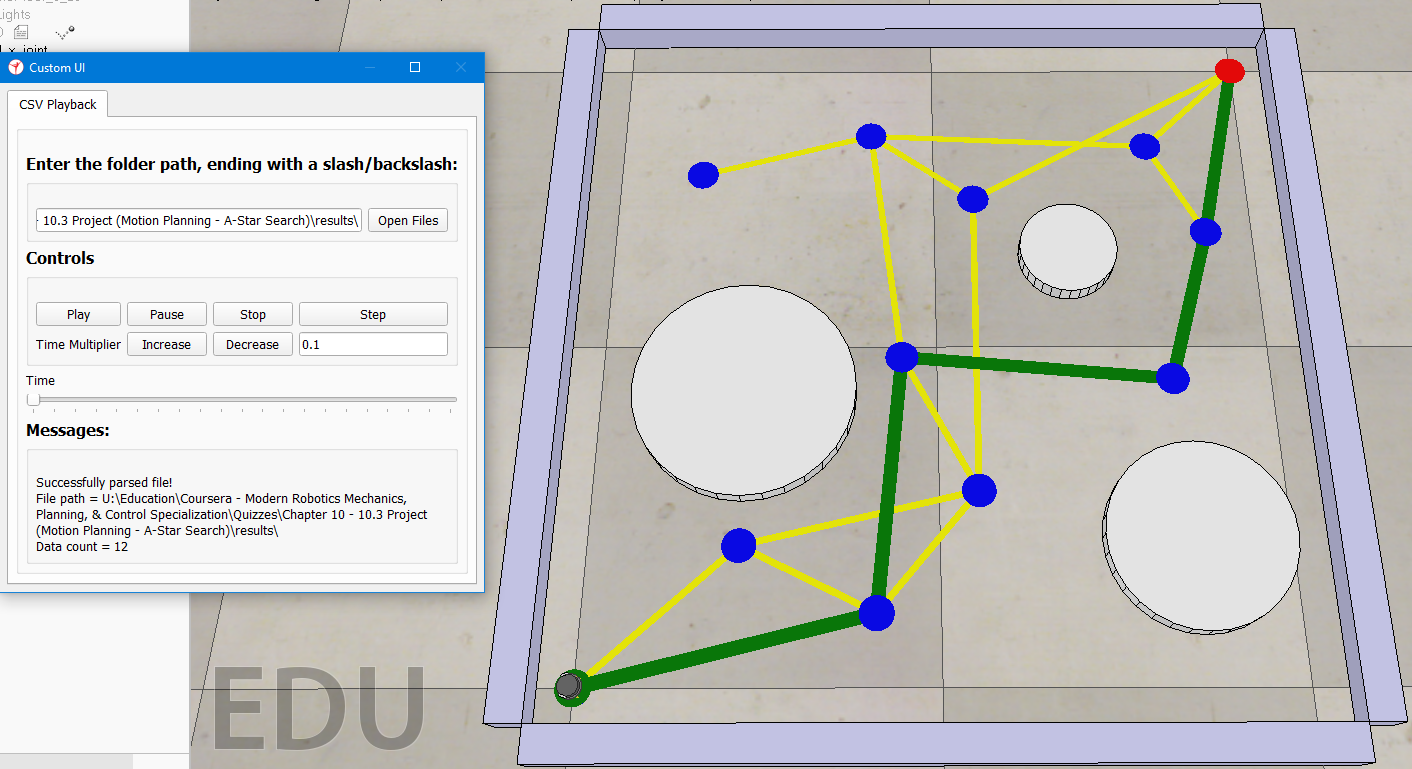 Lights
x_joint
Custom UI
CSV Playback
Enter the folder path, ending with a slash/backslash:
· 10.3 Project (Motion Planning - A-Star Search)\results\
Open Files
Controls
Play
Pause
Stop
Step
Time Multiplier
Increase
Decrease
0.1
Time
Messages:
Successfully parsed file!
File path = U:\Education\Coursera - Modern Robotics Mechanics,
Planning, & Control Specialization\Quizzes\Chapter 10 - 10.3 Project
(Motion Planning - A-Star Search)\results\
Data count = 12
EDU